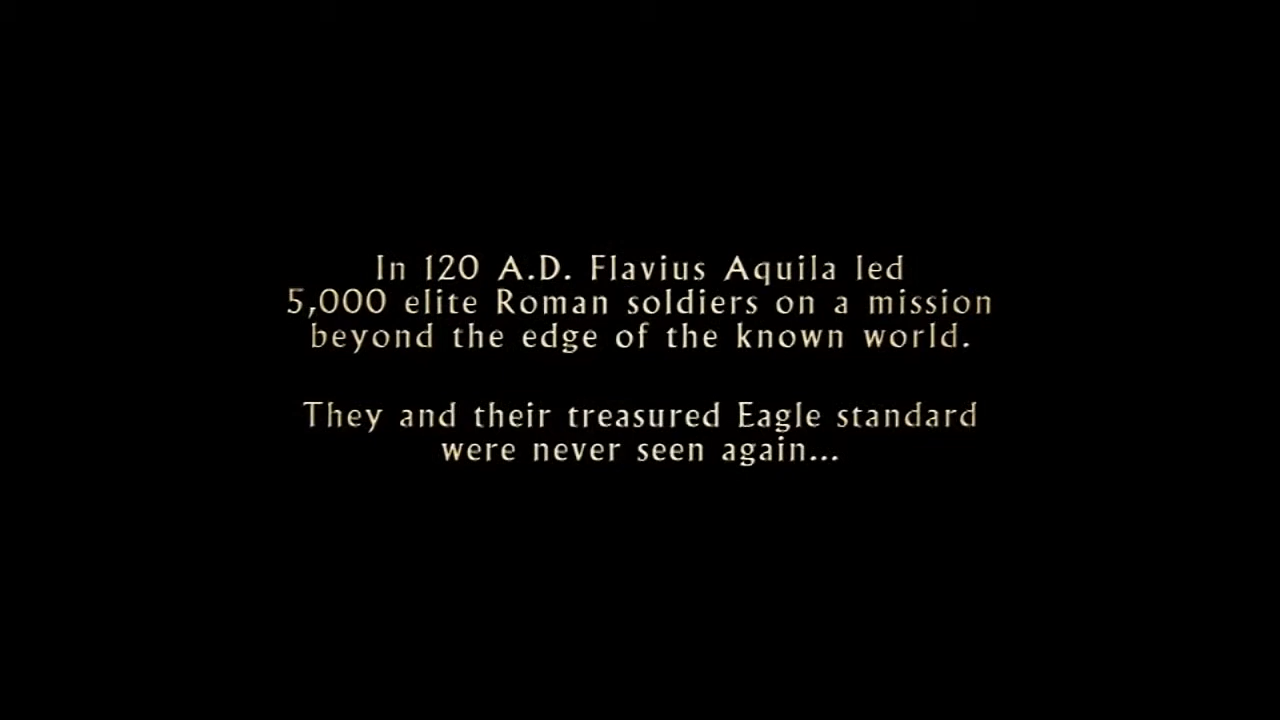 In 120 A.D. Flavius Aquila led
5,000 elite Roman soldiers on a mission
beyond the edge of the known world.
They and their treasured Eagle standard
were never seen again...